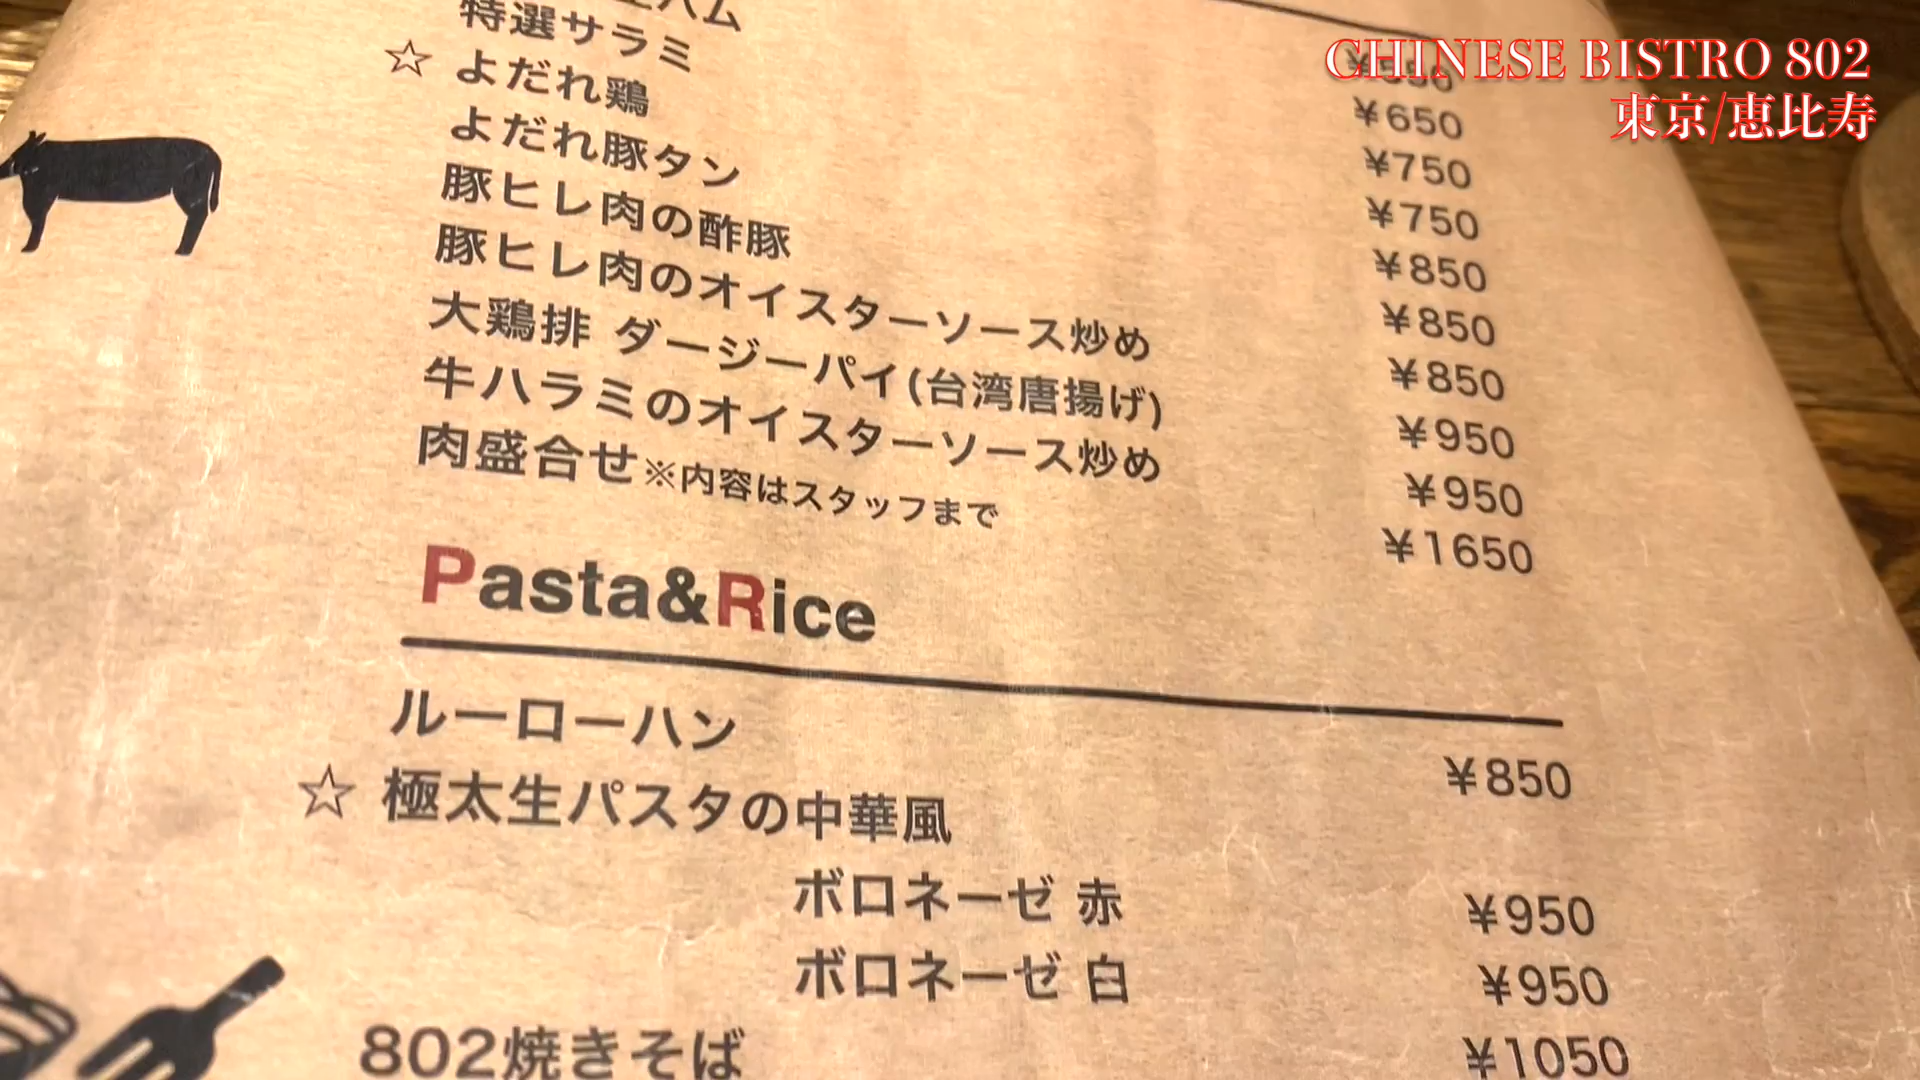 CHINESE BISTRO 802
東京/恵比寿
ハム
特選サラミ ¥650
☆ よだれ鶏 ¥750
よだれ豚タン ¥750
豚ヒレ肉の酢豚 ¥850
豚ヒレ肉のオイスターソース炒め ¥850
大鶏排 ダージーパイ(台湾唐揚げ) ¥850
牛ハラミのオイスターソース炒め ¥950
¥950
肉盛合せ※内容はスタッフまで ¥1650
Pasta&Rice
ルーローハン ¥850
☆ 極太生パスタの中華風
ボロネーゼ 赤 ¥950
ボロネーゼ 白 ¥950
802焼きそば ¥1050